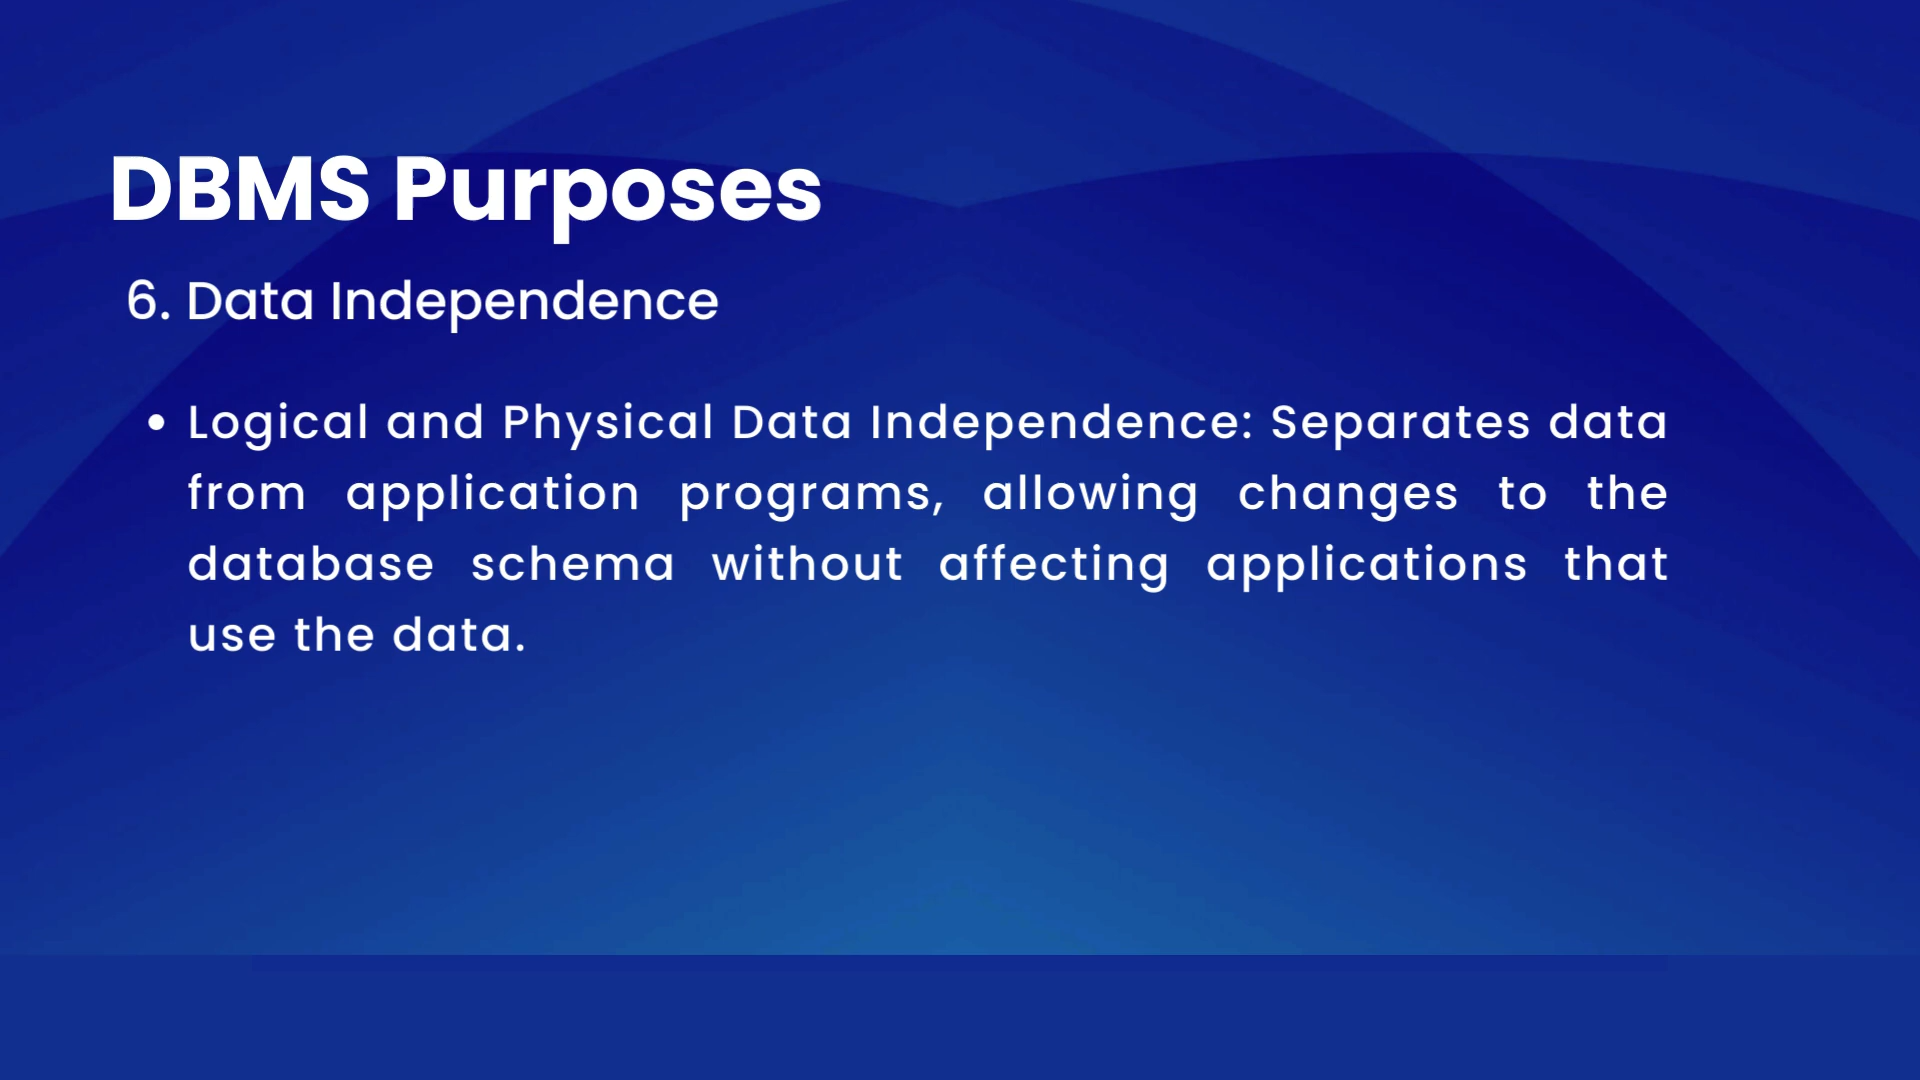 DBMS Purposes
6. Data Independence
• Logical and Physical Data Independence: Separates data
from application programs, allowing changes to the
database schema without affecting applications that
use the data.